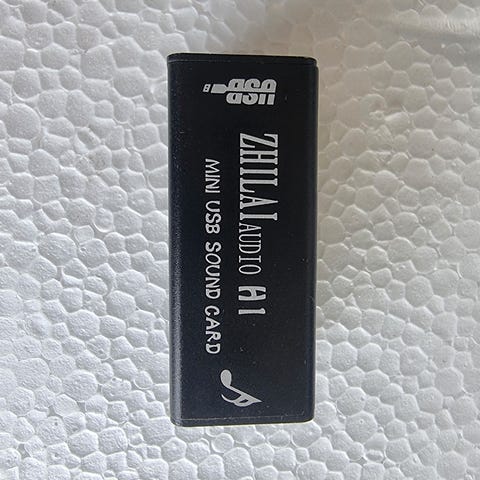 USB
ZHILAI AUDIO A1
MINI USB SOUND CARD